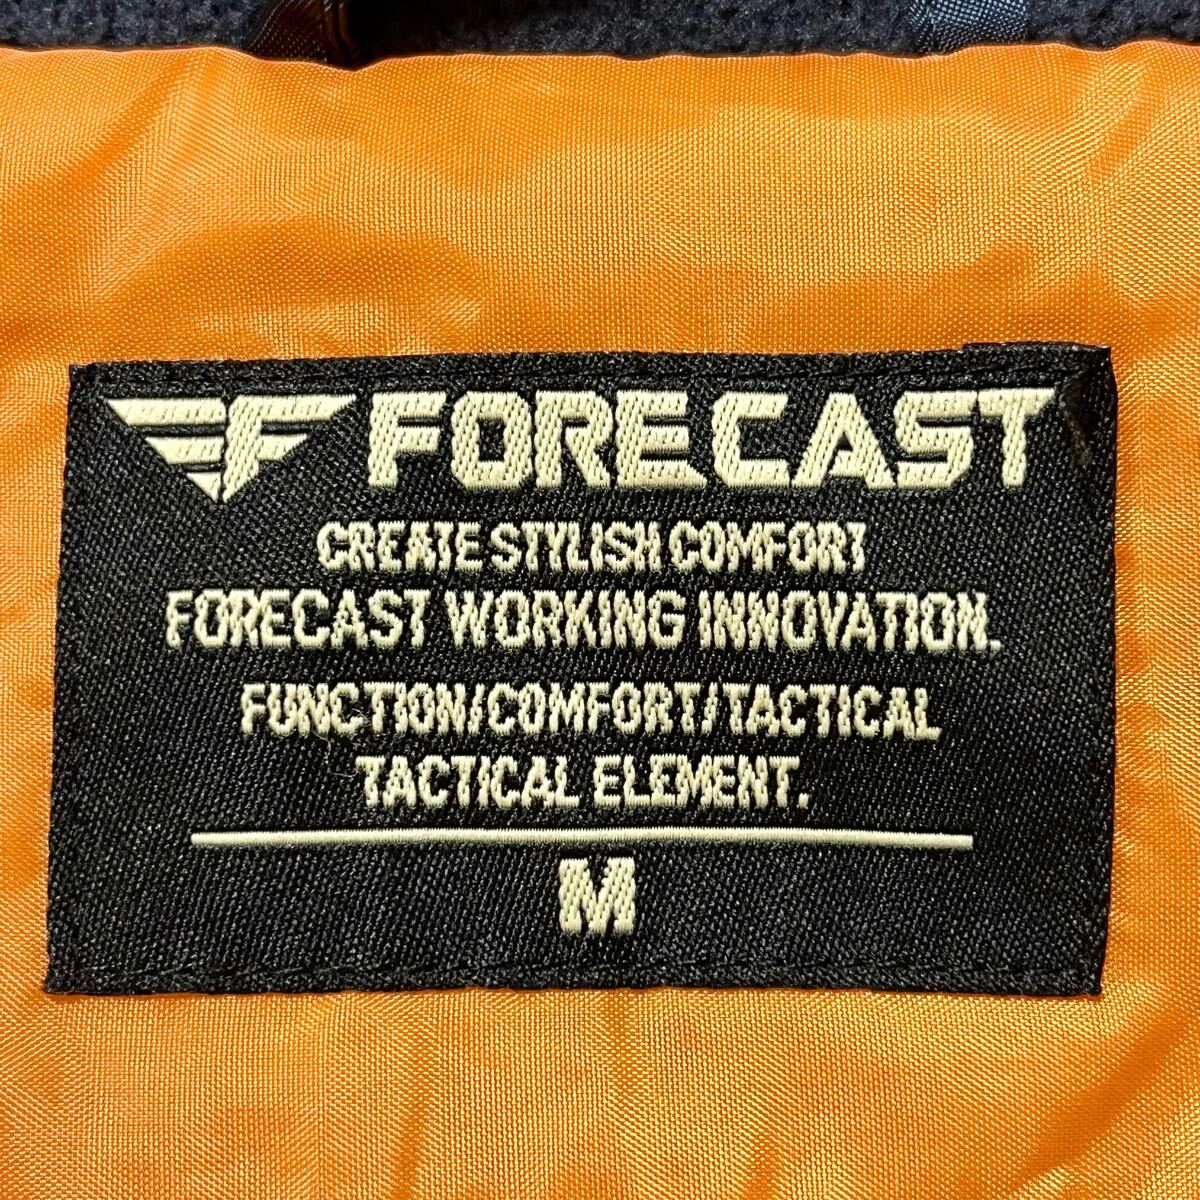 F FORECAST
CREATE STYLISH COMFORT
FORECAST WORKING INNOVATION.
FUNCTION/COMFORT/TACTICAL
TACTICAL ELEMENT.
M